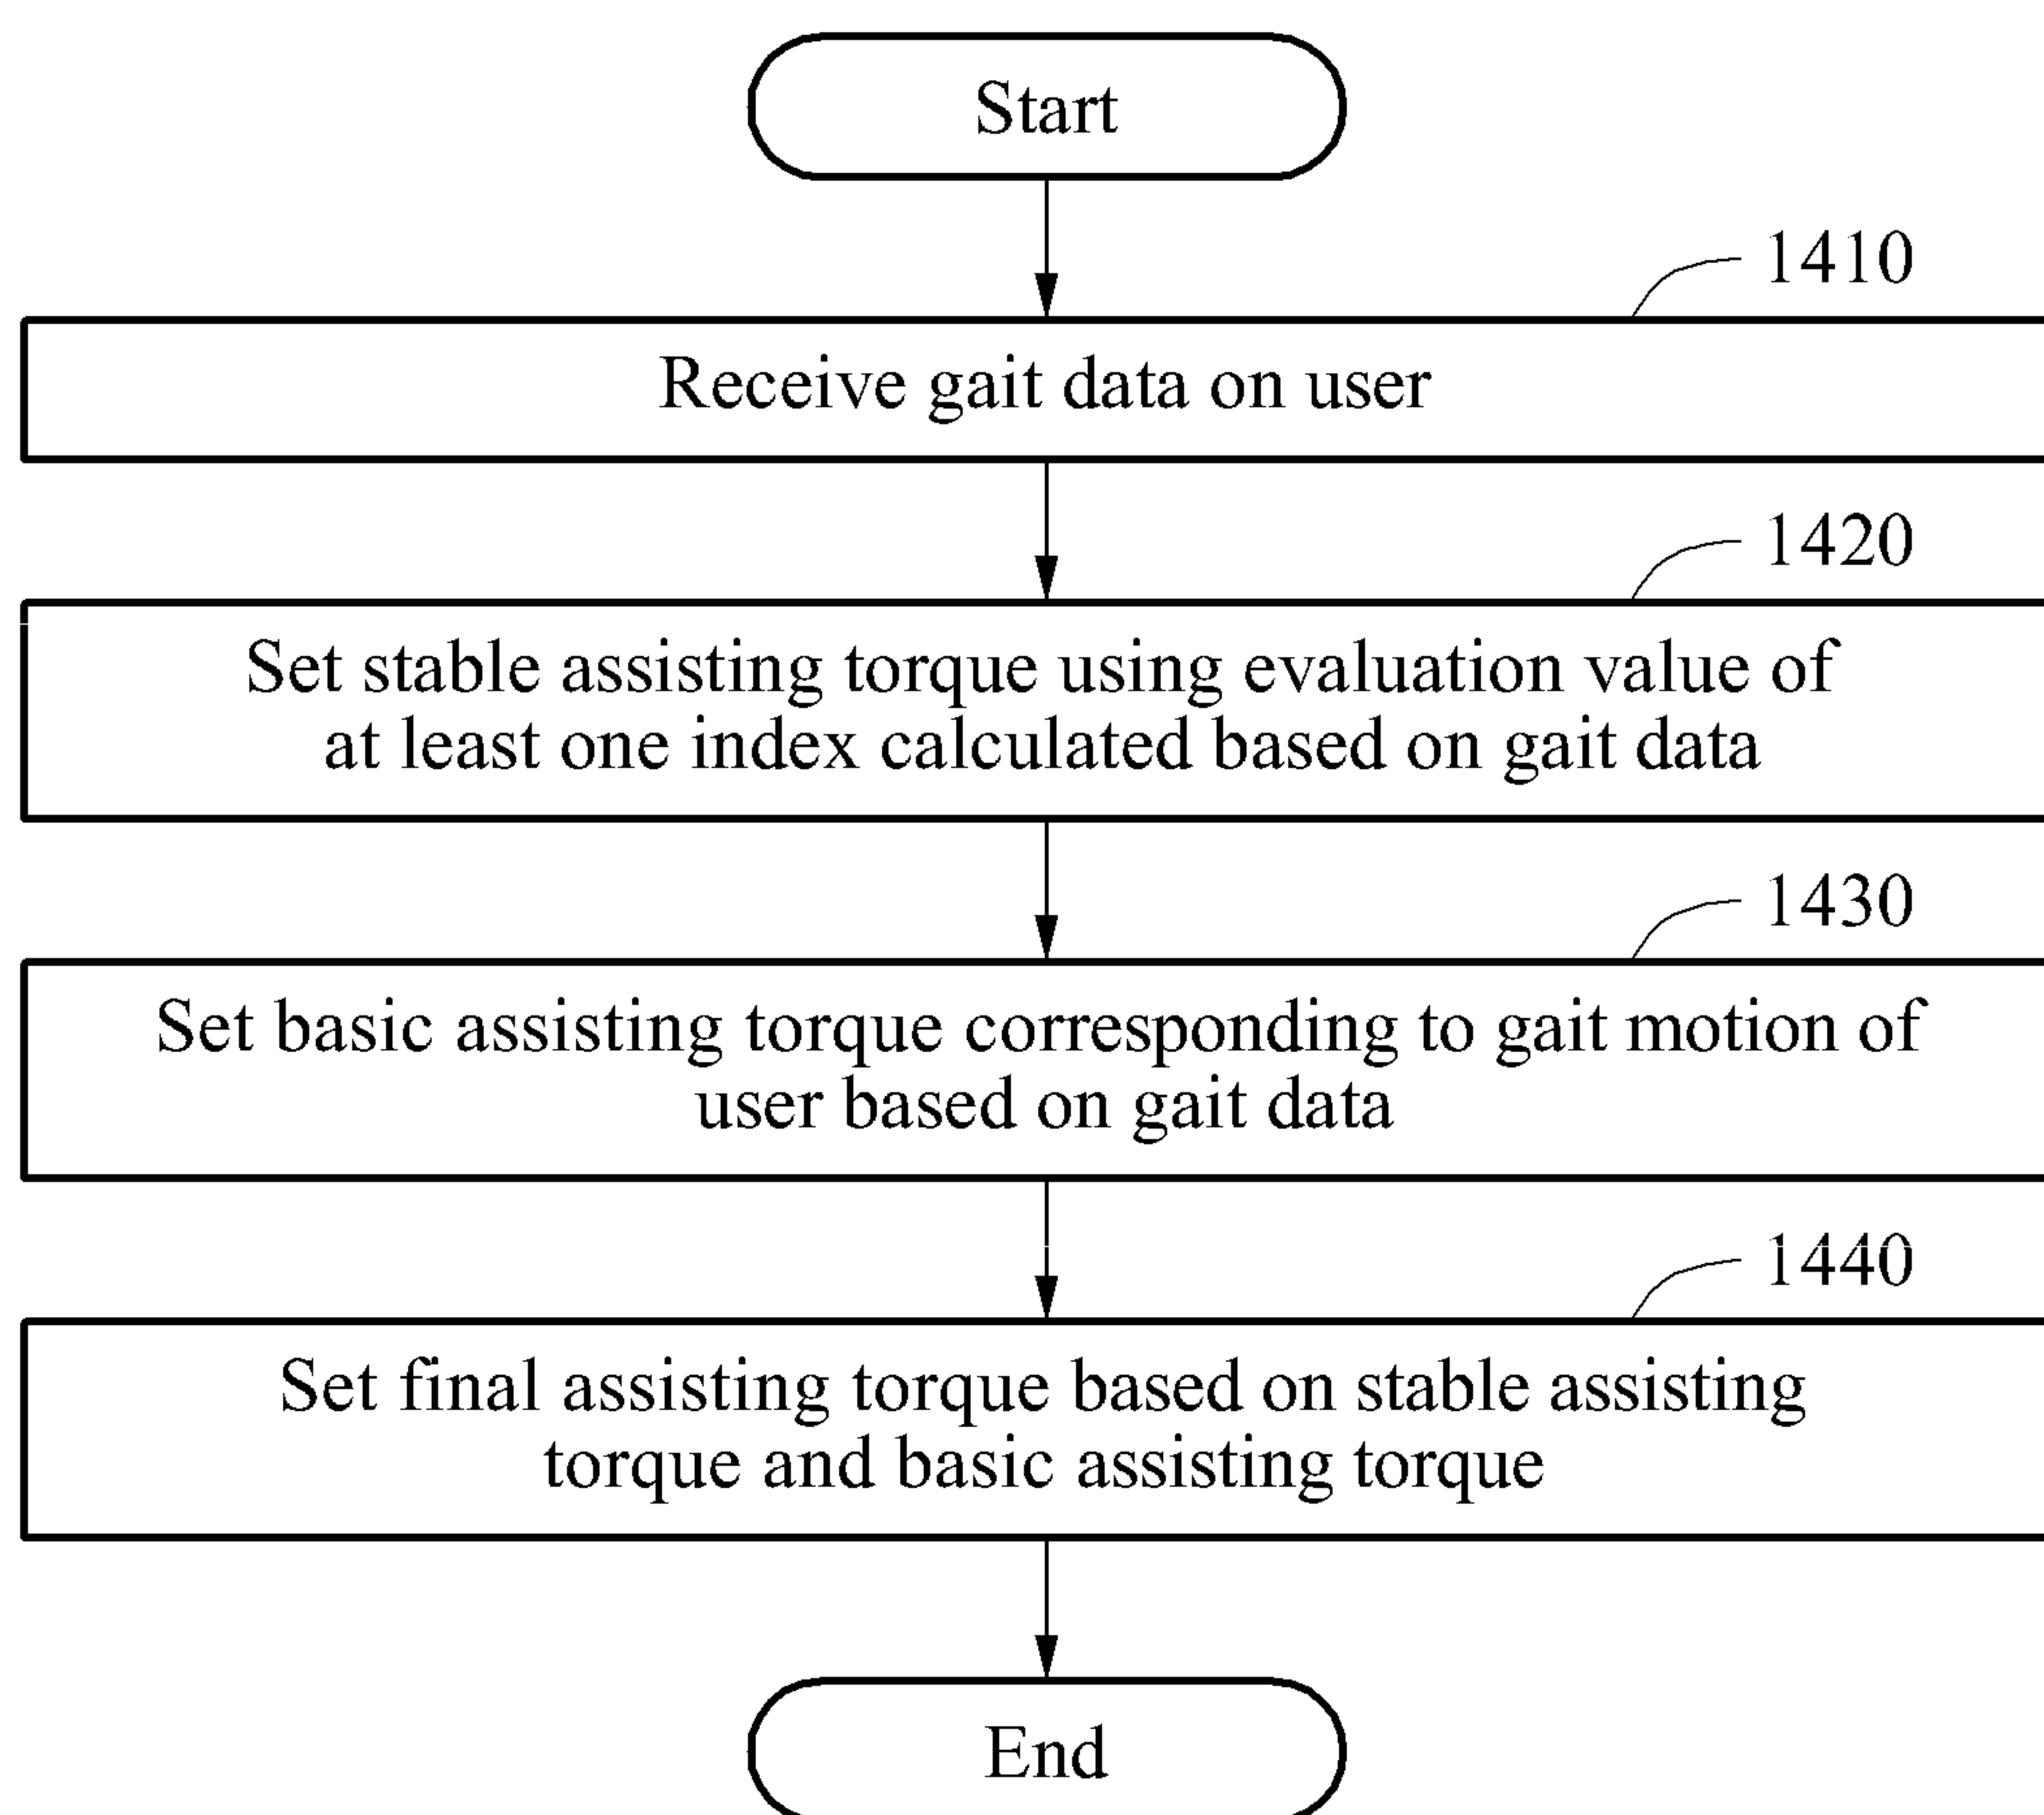 Start
1410
Receive gait data on user
1420
Set stable assisting torque using evaluation value of
at least one index calculated based on gait data
1430
Set basic assisting torque corresponding to gait motion of
user based on gait data
1440
Set final assisting torque based on stable assisting
torque and basic assisting torque
End